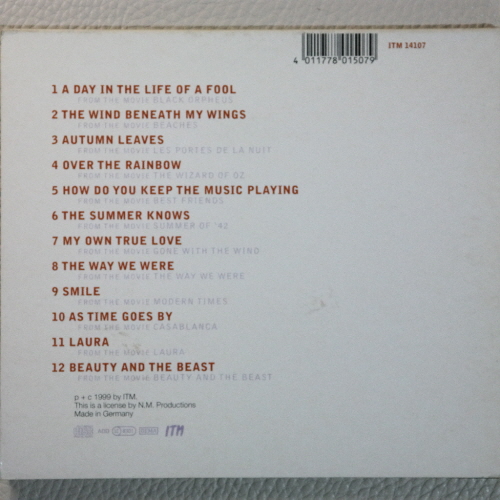 ITM 14107
4 011778 015079
1 A DAY IN THE LIFE OF A FOOL
FROM THE MOVIE BLACK ORPHEUS
2 THE WIND BENEATH MY WINGS
FROM THE MOVIE BEACHES
3 AUTUMN LEAVES
FROM THE MOVIE LES PORTES DE LA NUIT
4 OVER THE RAINBOW
FROM THE MOVIE THE WIZARD OF OZ
5 HOW DO YOU KEEP THE MUSIC PLAYING
FROM THE MOVIE BEST FRIENDS
6 THE SUMMER KNOWS
FROM THE MOVIE SUMMER OF '42
7 MY OWN TRUE LOVE
FROM THE MOVIE GONE WITH THE WIND
8 THE WAY WE WERE
FROM THE MOVIE THE WAY WE WERE
9 SMILE
FROM THE MOVIE MODERN TIMES
10 AS TIME GOES BY
FROM THE MOVIE CASABLANCA
11 LAURA
FROM THE MOVIE LAURA
12 BEAUTY AND THE BEAST
FROM THE MOVIE BEAUTY AND THE BEAST
p + c 1999 by ITM.
This is a license by N.M. Productions
Made in Germany
ITM